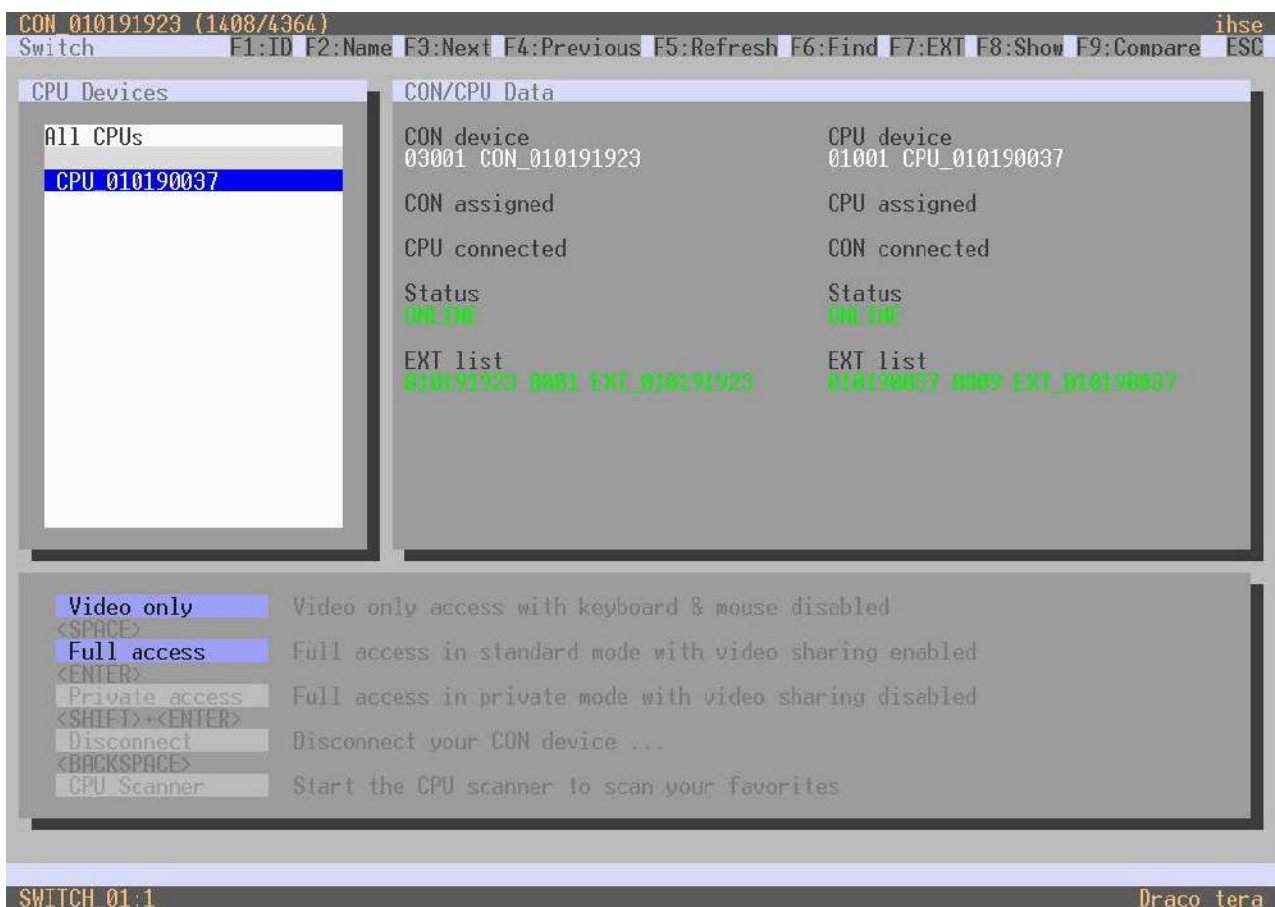 CON_010191923 (1408/4364) ihse
Switch F1:ID F2:Name F3:Next F4:Previous F5:Refresh F6:Find F7:EXT F8:Show F9:Compare ESC
CPU Devices
All CPUs
CPU_010190037
CON/CPU Data
CON device CPU device
03001 CON_010191923 01001 CPU_010190037
CON assigned CPU assigned
CPU connected CON connected
Status Status
ONLINE ONLINE
EXT list EXT list
010191923 0001 EXT_010191923 010190037 0009 EXT_010190037
Video only Video only access with keyboard & mouse disabled
<SPACE>
Full access Full access in standard mode with video sharing enabled
<ENTER>
Private access Full access in private mode with video sharing disabled
<SHIFT>+<ENTER>
Disconnect Disconnect your CON device ...
<BACKSPACE>
CPU Scanner Start the CPU scanner to scan your favorites
SWITCH_01:1 Draco tera